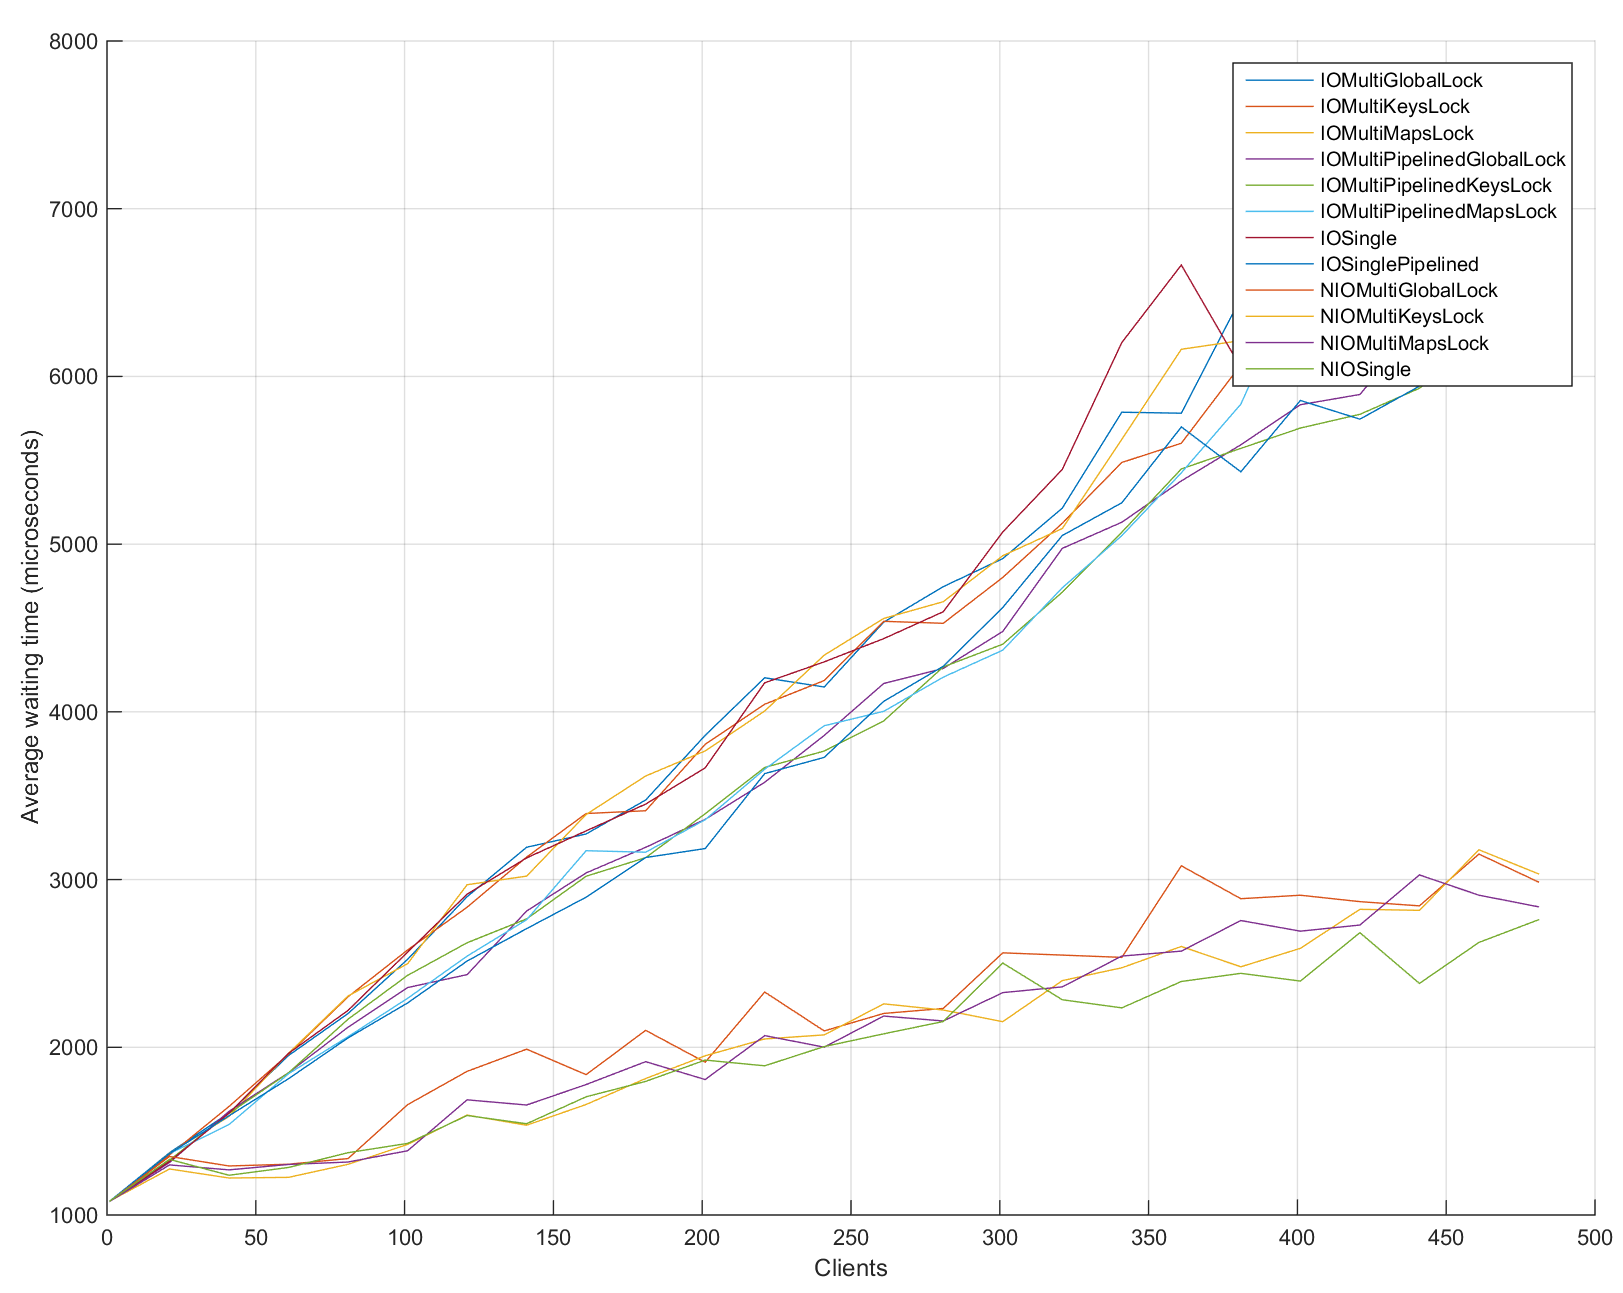 8000
7000
6000
5000
4000
3000
2000
1000
0 50 100 150 200 250 300 350 400 450 500
Average waiting time (microseconds)
Clients
IOMultiGlobalLock
IOMultiKeysLock
IOMultiMapsLock
IOMultiPipelinedGlobalLock
IOMultiPipelinedKeysLock
IOMultiPipelinedMapsLock
IOSingle
IOSinglePipelined
NIOMultiGlobalLock
NIOMultiKeysLock
NIOMultiMapsLock
NIOSingle